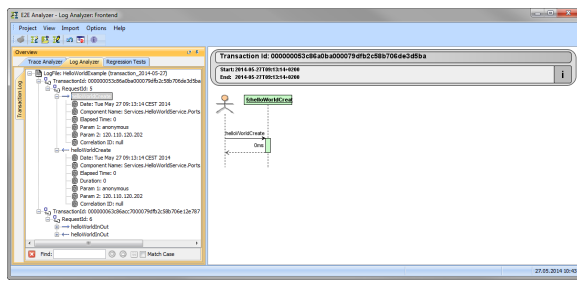 E2E Analyzer - Log Analyzer: Frontend
Project View Import Options Help
Overview
Trace Analyzer Log Analyzer Regression Tests
Transaction Log
LogFile: HelloWorldExample (transaction_2014-05-27)
TransactionId: 000000053c86a0ba000079dfb2c58b706de3d5ba
RequestId: 5
Date: Tue May 27 09:13:14 CEST 2014
Component Name: Services.HelloWorldService.Ports
Elapsed Time: 0
Param 1: anonymous
Param 2: 120.110.120.202
Correlation ID: null
helloWorldCreate
Date: Tue May 27 09:13:14 CEST 2014
Component Name: Services.HelloWorldService.Ports
Elapsed Time: 0
Duration: 0
Param 1: anonymous
Param 2: 120.110.120.202
Correlation ID: null
TransactionId: 000000063c86acc7000079dfb2c58b706e12e787
RequestId: 6
helloWorldInOut
helloWorldInOut
Find:
Match Case
Transaction Id: 000000053c86a0ba000079dfb2c58b706de3d5ba
Start: 2014-05-27T09:13:14+0200
End: 2014-05-27T09:13:14+0200
i
5:helloWorldCreat
helloWorldCreate
0ms
27.05.2014 10:43